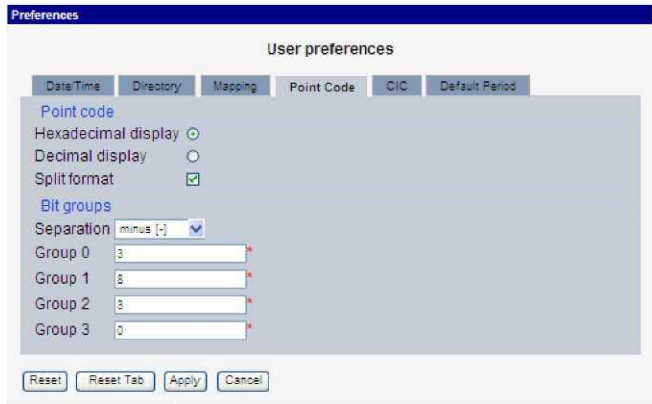 Preferences
User preferences
Date/Time Directory Mapping Point Code CIC Default Period
Point code
Hexadecimal display
Decimal display
Split format
Bit groups
Separation minus [-]
Group 0 3 *
Group 1 8 *
Group 2 3 *
Group 3 0 *
Reset Reset Tab Apply Cancel